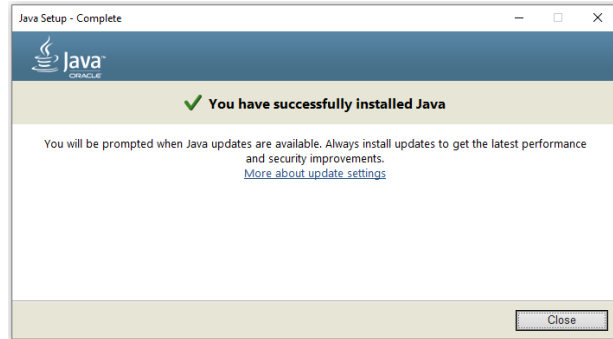 Java Setup - Complete
Java
ORACLE
You have successfully installed Java
You will be prompted when Java updates are available. Always install updates to get the latest performance
and security improvements.
More about update settings
Close